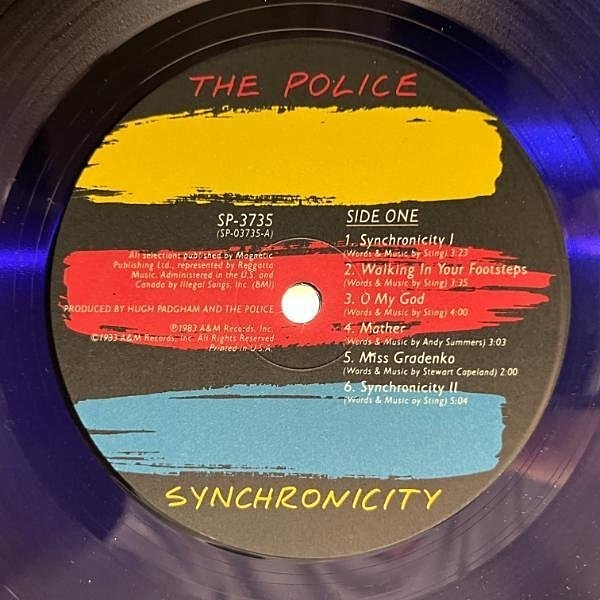 THE POLICE
SP-3735
(SP-03735-A)
All selections published by Magnetic
Publishing Ltd., represented by Reggatta
Music. Administered in the U.S. and
Canada by Illegal Songs, Inc. (BMI)
PRODUCED BY HUGH PADGHAM AND THE POLICE
℗1983 A&M Records, Inc.
©1983 A&M Records, Inc. All Rights Reserved
Printed in U.S.A.
SIDE ONE
1. Synchronicity I
(Words & Music by Sting) 3:23
2. Walking In Your Footsteps
(Words & Music by Sting) 3:35
3. O My God
(Words & Music by Sting) 4:00
4. Mother
(Words & Music by Andy Summers) 3:03
5. Miss Gradenko
(Words & Music by Stewart Copeland) 2:00
6. Synchronicity II
(Words & Music by Sting) 5:04
SYNCHRONICITY